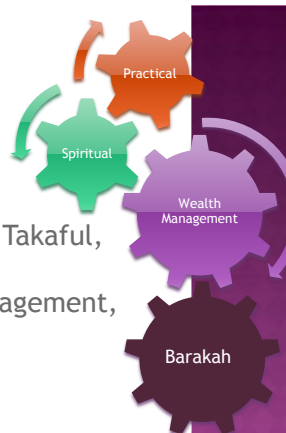 Practical
Spiritual
Wealth
Management
Takaful,
agement,
Barakah